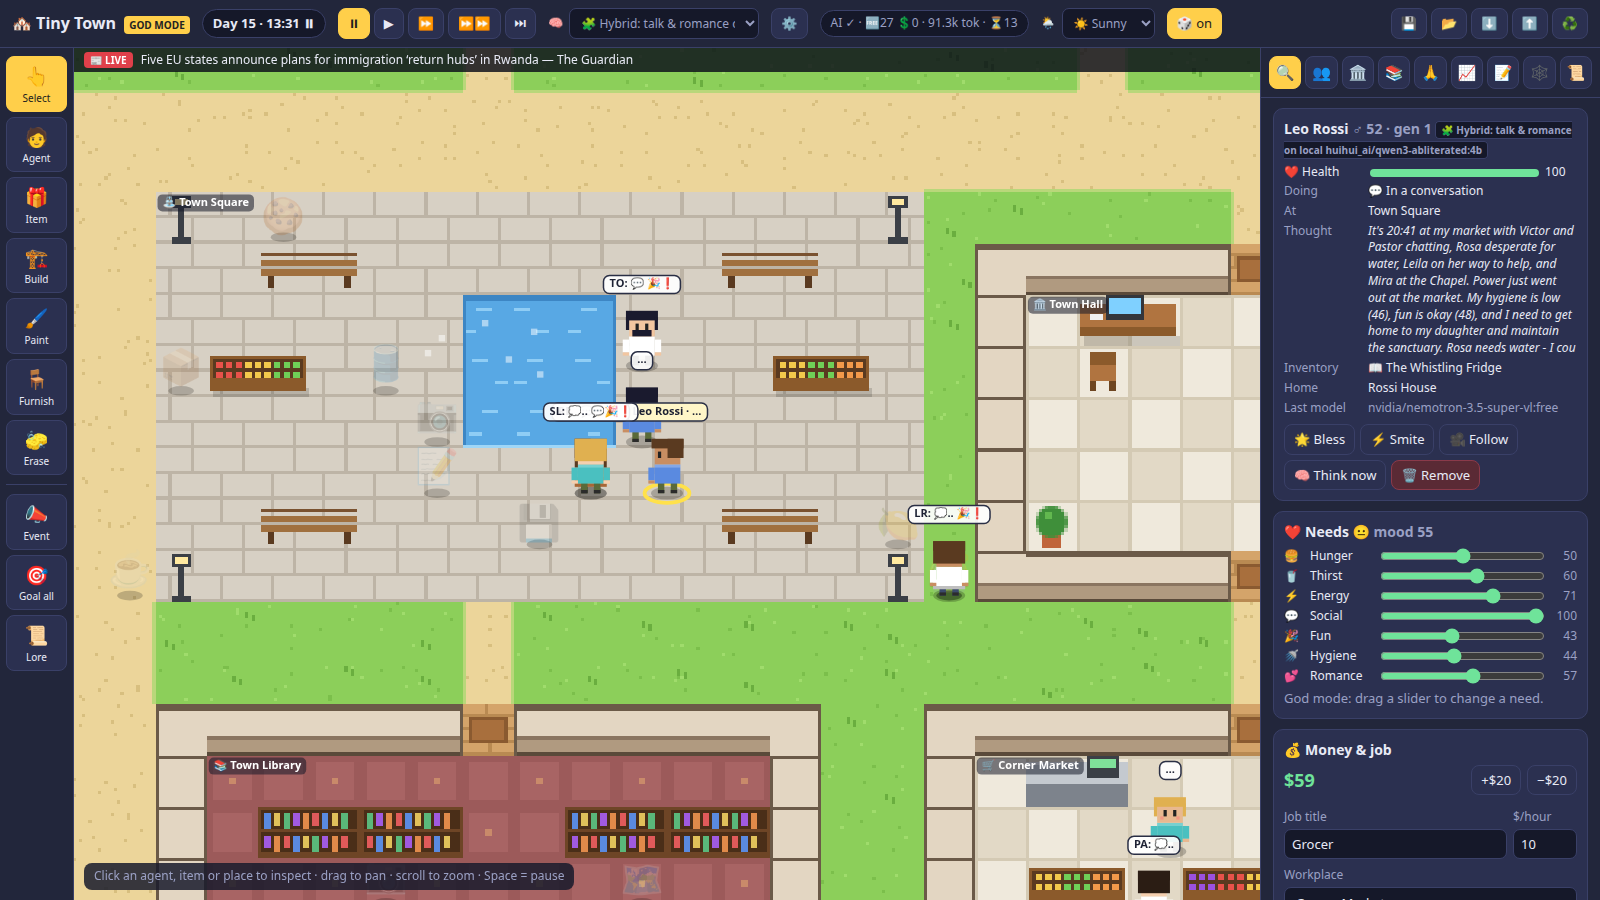 Tiny Town GOD MODE
Day 15 · 13:31
Hybrid: talk & romance
AI ✓ · 27 $0 · 91.3k tok · 13
Sunny
on
LIVE Five EU states announce plans for immigration ‘return hubs’ in Rwanda — The Guardian
Select
Agent
Item
Build
Paint
Furnish
Erase
Event
Goal all
Lore
Town Square
TO:
...
SL: ..
eo Rossi · ...
LR: ..
Town Hall
Town Library
Corner Market
...
PA: ..
Click an agent, item or place to inspect · drag to pan · scroll to zoom · Space = pause
Leo Rossi ♂ 52 · gen 1 Hybrid: talk & romance
on local huihui_ai/qwen3-abliterated:4b
Health 100
Doing In a conversation
At Town Square
Thought It's 20:41 at my market with Victor and
Pastor chatting, Rosa desperate for
water, Leila on her way to help, and
Mira at the Chapel. Power just went
out at the market. My hygiene is low
(46), fun is okay (48), and I need to get
home to my daughter and maintain
the sanctuary. Rosa needs water - I cou
Inventory The Whistling Fridge
Home Rossi House
Last model nvidia/nemotron-3.5-super-vl:free
Bless
Smite
Follow
Think now
Remove
Needs mood 55
Hunger 50
Thirst 60
Energy 71
Social 100
Fun 43
Hygiene 44
Romance 57
God mode: drag a slider to change a need.
Money & job
$59 +$20 −$20
Job title $/hour
Grocer 10
Workplace